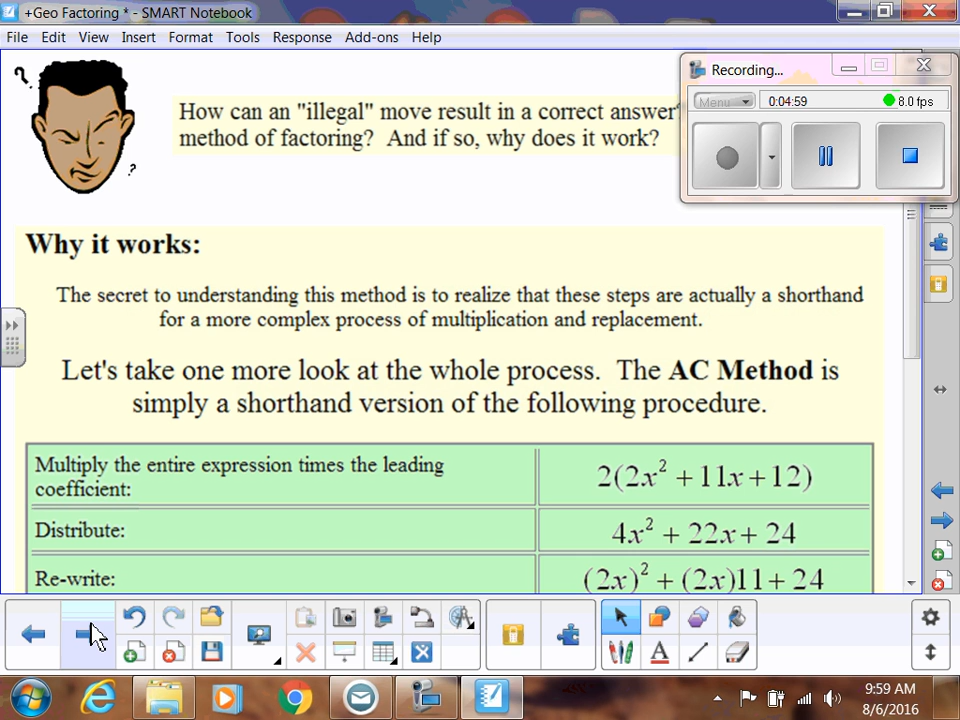 +Geo Factoring * - SMART Notebook
File Edit View Insert Format Tools Response Add-ons Help
?
?
How can an "illegal" move result in a correct answer?
method of factoring? And if so, why does it work?
Recording...
Menu 0:04:59 8.0 fps
Why it works:
The secret to understanding this method is to realize that these steps are actually a shorthand
for a more complex process of multiplication and replacement.
Let's take one more look at the whole process. The AC Method is
simply a shorthand version of the following procedure.
Multiply the entire expression times the leading
coefficient:
2(2x² + 11x + 12)
Distribute:
4x² + 22x + 24
Re-write:
(2x)² + (2x)11 + 24
A
9:59 AM
8/6/2016